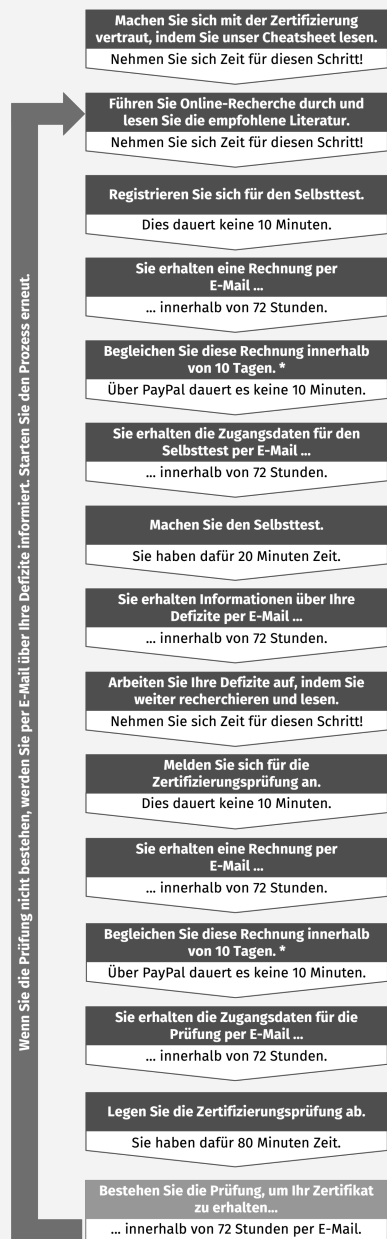 Machen Sie sich mit der Zertifizierung
vertraut, indem Sie unser Cheatsheet lesen.
Nehmen Sie sich Zeit für diesen Schritt!
Führen Sie Online-Recherche durch und
lesen Sie die empfohlene Literatur.
Nehmen Sie sich Zeit für diesen Schritt!
Registrieren Sie sich für den Selbsttest.
Dies dauert keine 10 Minuten.
Sie erhalten eine Rechnung per
E-Mail ...
... innerhalb von 72 Stunden.
Begleichen Sie diese Rechnung innerhalb
von 10 Tagen. *
Über PayPal dauert es keine 10 Minuten.
Sie erhalten die Zugangsdaten für den
Selbsttest per E-Mail ...
... innerhalb von 72 Stunden.
Machen Sie den Selbsttest.
Sie haben dafür 20 Minuten Zeit.
Sie erhalten Informationen über Ihre
Defizite per E-Mail ...
... innerhalb von 72 Stunden.
Arbeiten Sie Ihre Defizite auf, indem Sie
weiter recherchieren und lesen.
Nehmen Sie sich Zeit für diesen Schritt!
Melden Sie sich für die
Zertifizierungsprüfung an.
Dies dauert keine 10 Minuten.
Sie erhalten eine Rechnung per
E-Mail ...
... innerhalb von 72 Stunden.
Begleichen Sie diese Rechnung innerhalb
von 10 Tagen. *
Über PayPal dauert es keine 10 Minuten.
Sie erhalten die Zugangsdaten für die
Prüfung per E-Mail ...
... innerhalb von 72 Stunden.
Legen Sie die Zertifizierungsprüfung ab.
Sie haben dafür 80 Minuten Zeit.
Bestehen Sie die Prüfung, um Ihr Zertifikat
zu erhalten...
... innerhalb von 72 Stunden per E-Mail.
Wenn Sie die Prüfung nicht bestehen, werden Sie per E-Mail über Ihre Defizite informiert. Starten Sie den Prozess erneut.